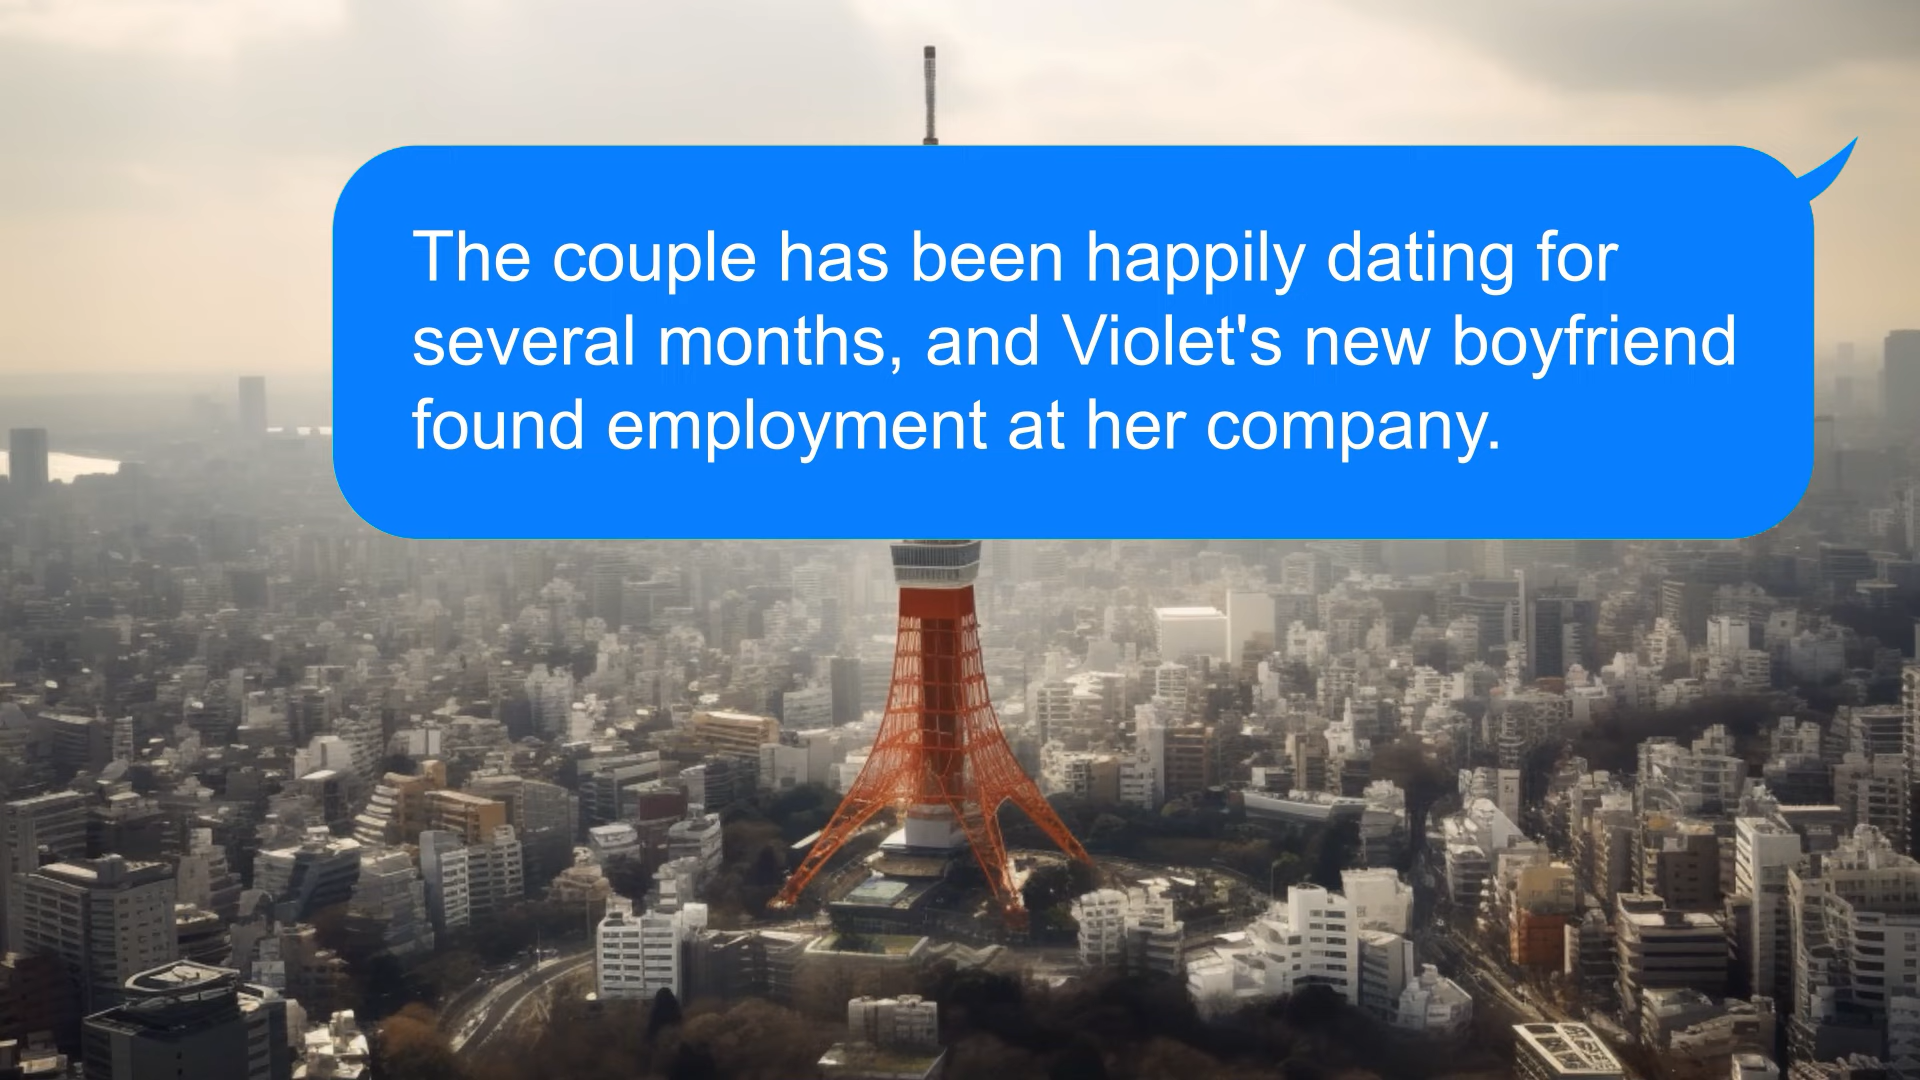 The couple has been happily dating for
several months, and Violet's new boyfriend
found employment at her company.